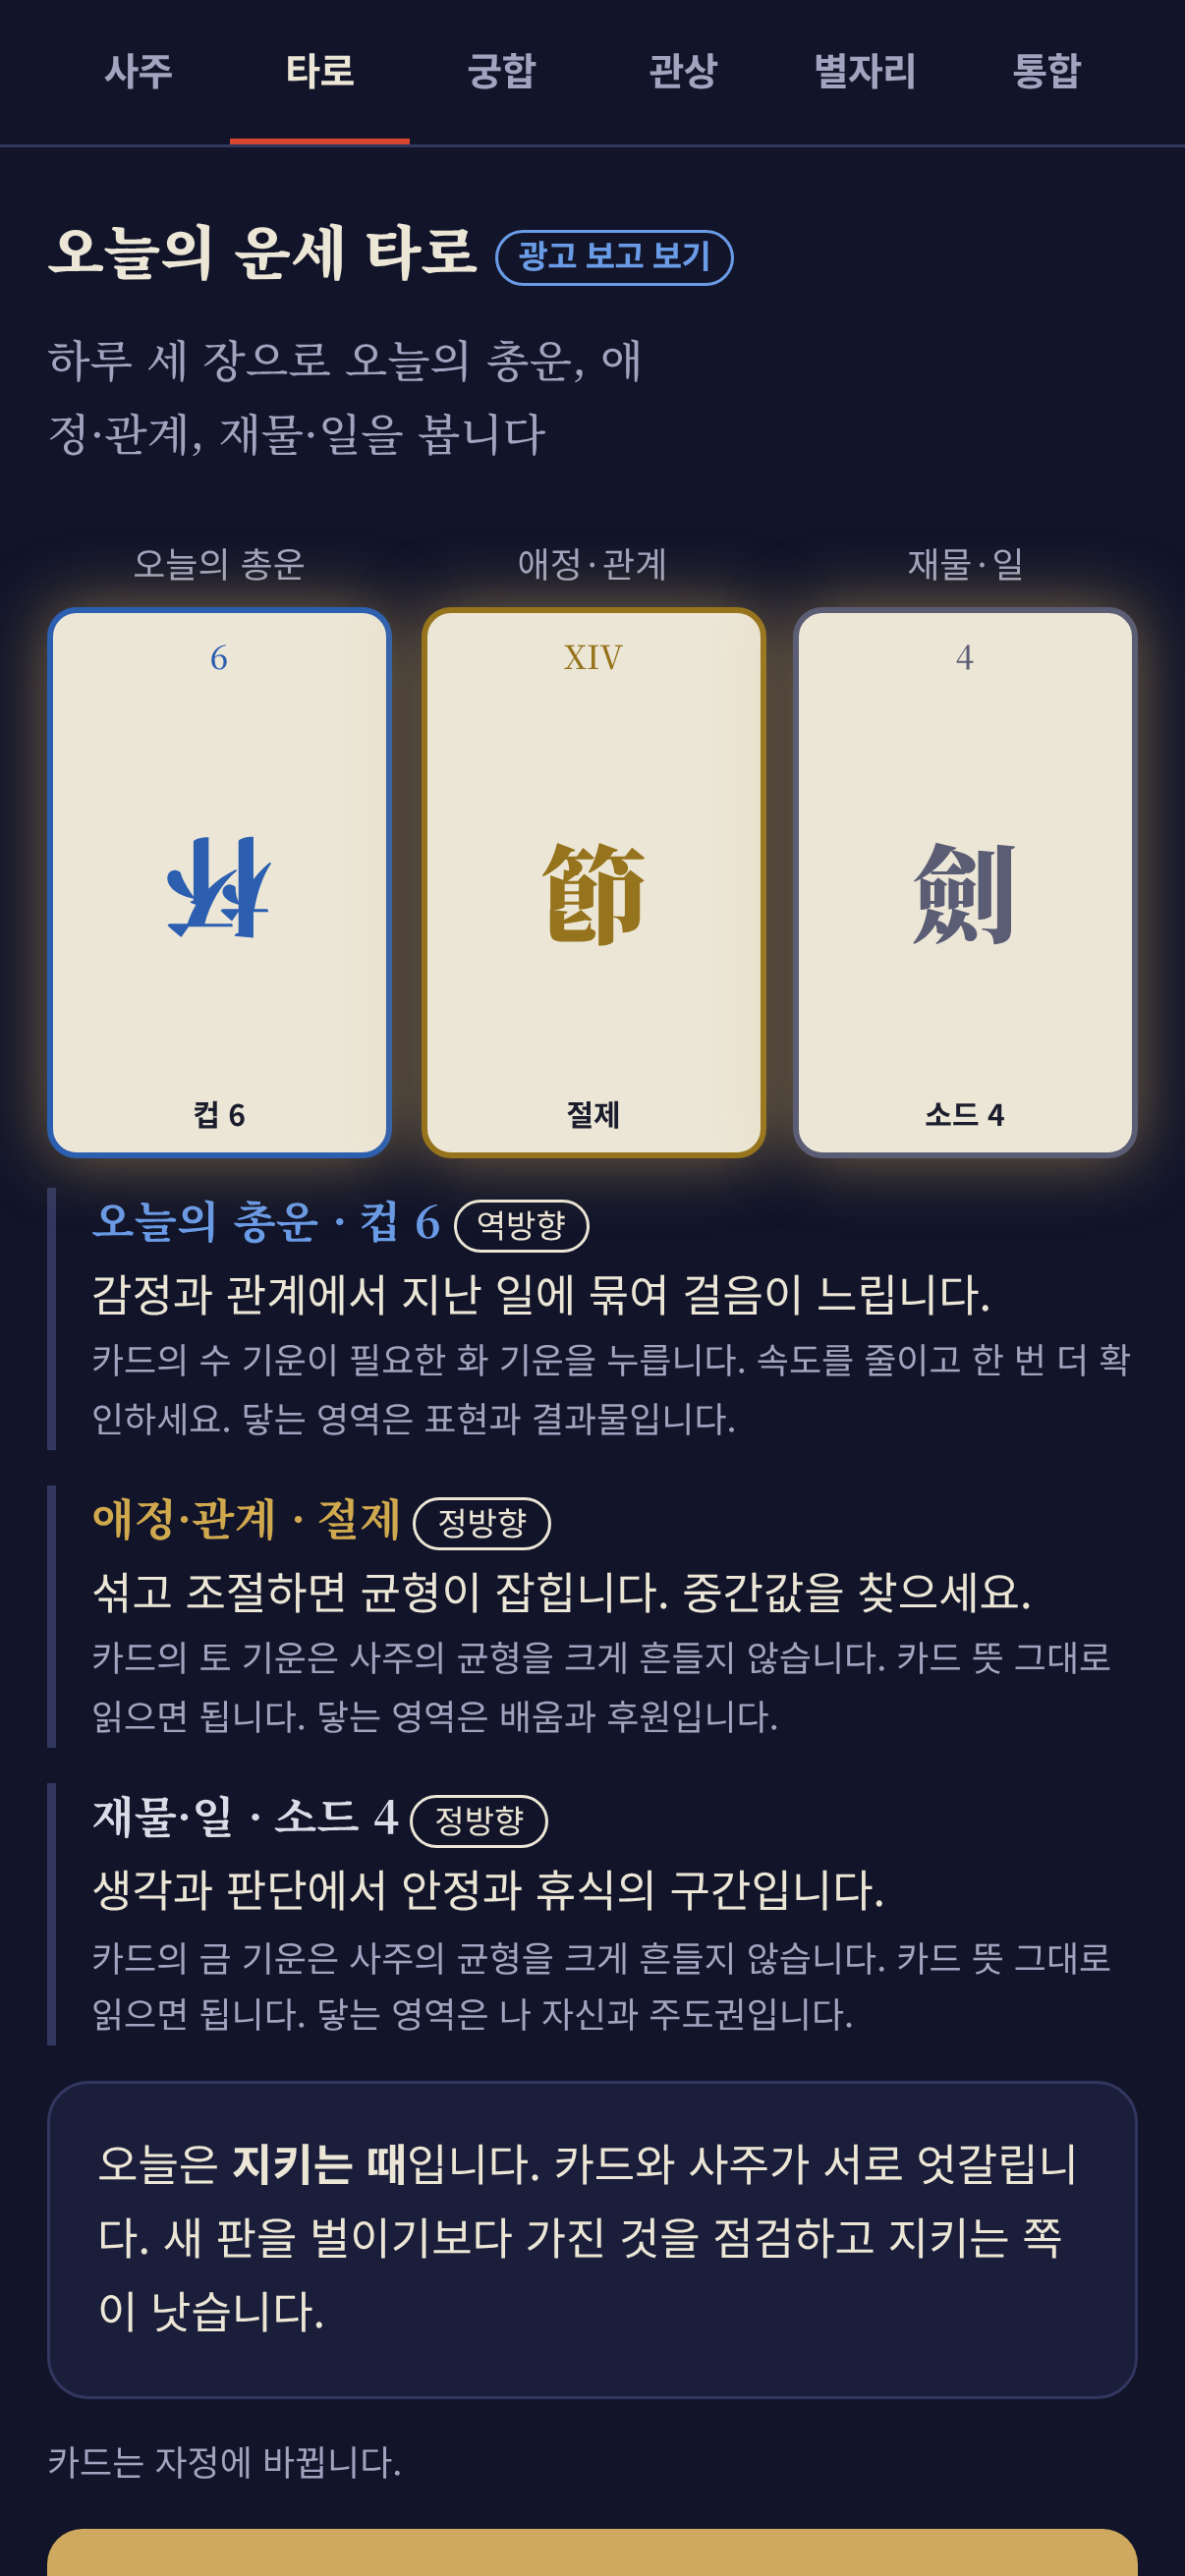 사주 타로 궁합 관상 별자리 통합
오늘의 운세 타로 광고 보고 보기
하루 세 장으로 오늘의 총운, 애
정·관계, 재물·일을 봅니다
오늘의 총운 애정·관계 재물·일
6 XIV 4
杯 節 劍
컵 6 절제 소드 4
오늘의 총운 · 컵 6 역방향
감정과 관계에서 지난 일에 묶여 걸음이 느립니다.
카드의 수 기운이 필요한 화 기운을 누릅니다. 속도를 줄이고 한 번 더 확
인하세요. 닿는 영역은 표현과 결과물입니다.
애정·관계 · 절제 정방향
섞고 조절하면 균형이 잡힙니다. 중간값을 찾으세요.
카드의 토 기운은 사주의 균형을 크게 흔들지 않습니다. 카드 뜻 그대로
읽으면 됩니다. 닿는 영역은 배움과 후원입니다.
재물·일 · 소드 4 정방향
생각과 판단에서 안정과 휴식의 구간입니다.
카드의 금 기운은 사주의 균형을 크게 흔들지 않습니다. 카드 뜻 그대로
읽으면 됩니다. 닿는 영역은 나 자신과 주도권입니다.
오늘은 지키는 때입니다. 카드와 사주가 서로 엇갈립니
다. 새 판을 벌이기보다 가진 것을 점검하고 지키는 쪽
이 낫습니다.
카드는 자정에 바뀝니다.